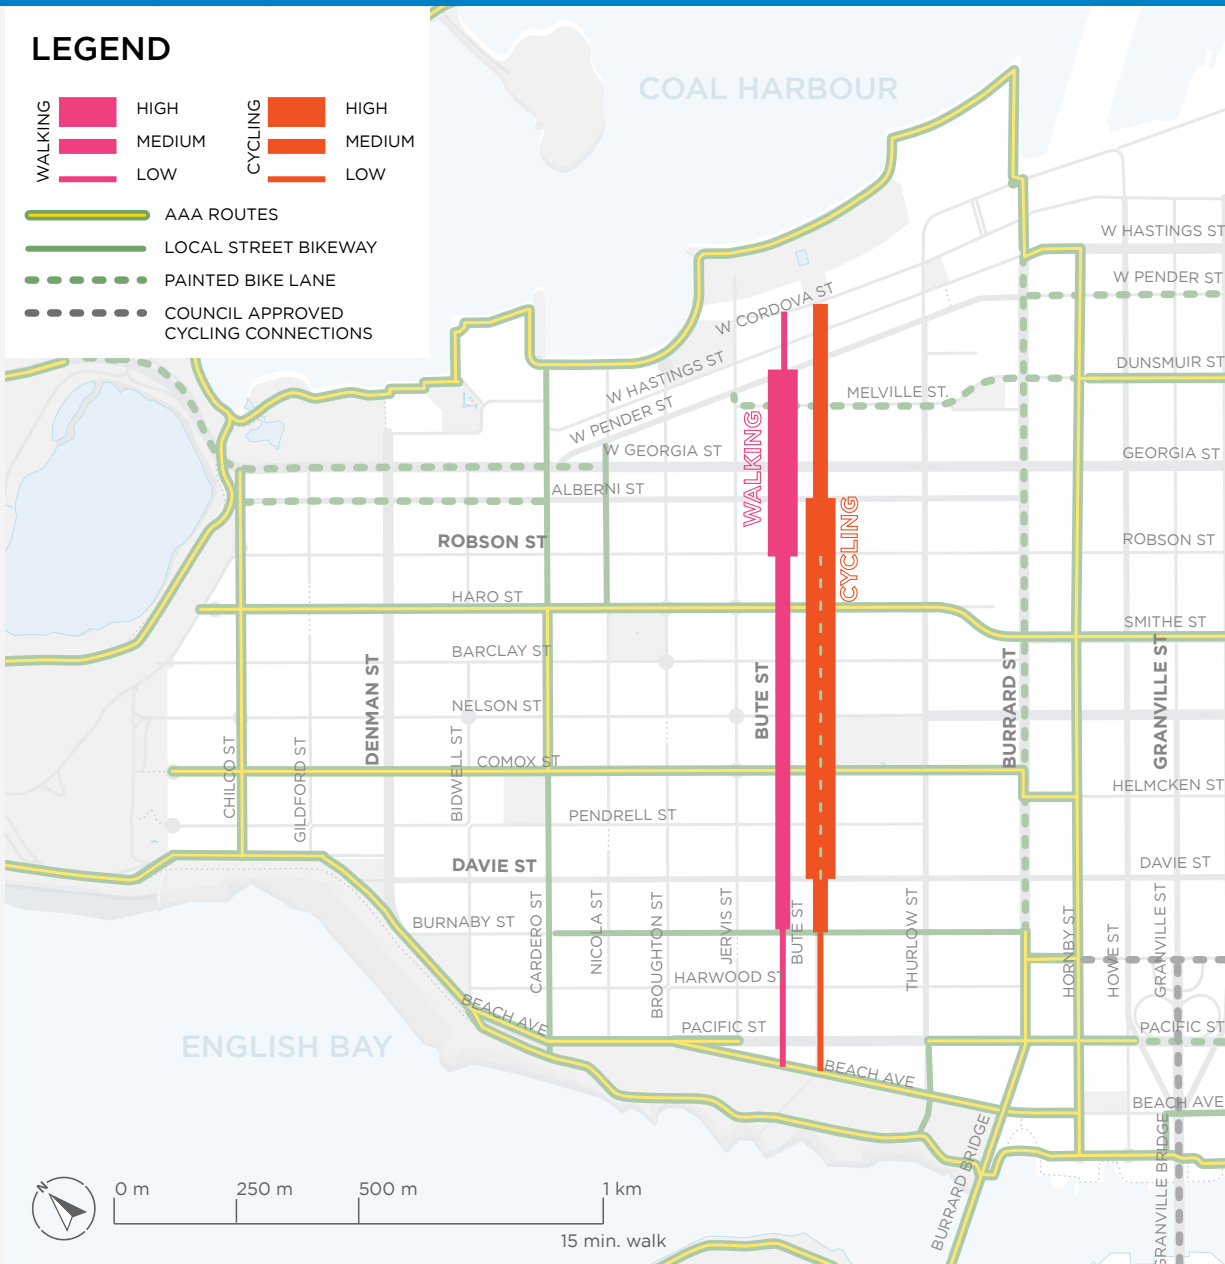 LEGEND
WALKING
HIGH
MEDIUM
LOW
CYCLING
HIGH
MEDIUM
LOW
AAA ROUTES
LOCAL STREET BIKEWAY
PAINTED BIKE LANE
COUNCIL APPROVED
CYCLING CONNECTIONS
COAL HARBOUR
W HASTINGS ST
W PENDER ST
W CORDOVA ST
DUNSMUIR ST
W HASTINGS ST
MELVILLE ST.
W PENDER ST
W GEORGIA ST
GEORGIA ST
WALKING
ALBERNI ST
CYCLING
ROBSON ST
ROBSON ST
HARO ST
SMITHE ST
BARCLAY ST
DENMAN ST
BUTE ST
BURRARD ST
GRANVILLE ST
NELSON ST
COMOX ST
CHILCO ST
GILDFORD ST
BIDWELL ST
HELMCKEN ST
PENDRELL ST
DAVIE ST
DAVIE ST
BURNABY ST
CARDERO ST
NICOLA ST
BROUGHTON ST
JERVIS ST
BUTE ST
THURLOW ST
HORNBY ST
HOWE ST
GRANVILLE ST
HARWOOD ST
BEACH AVE
PACIFIC ST
PACIFIC ST
ENGLISH BAY
BEACH AVE
BEACH AVE
BURRARD BRIDGE
GRANVILLE BRIDGE
N
0 m
250 m
500 m
1 km
15 min. walk